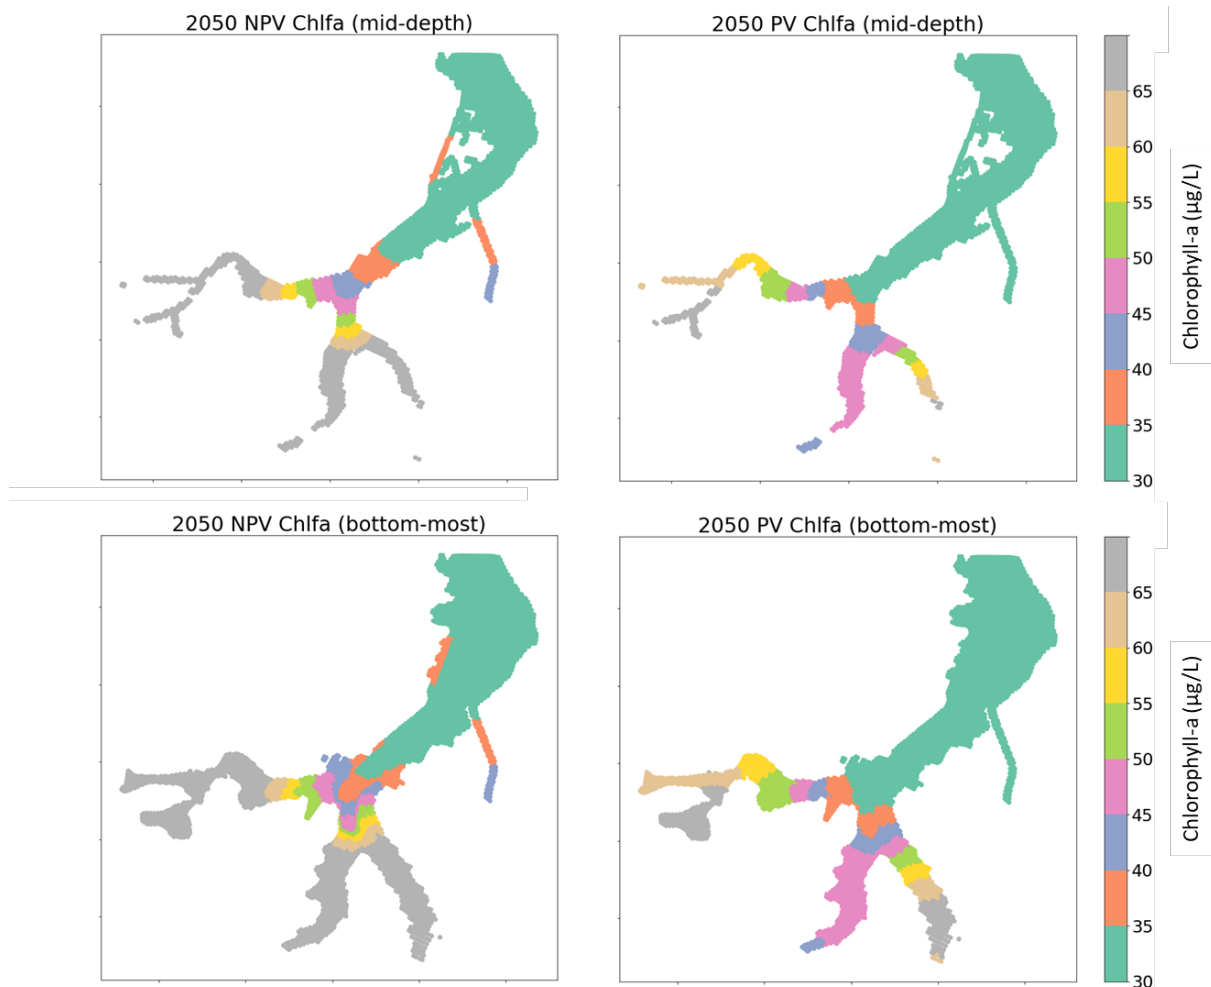 2050 NPV Chlfa (mid-depth)
2050 PV Chlfa (mid-depth)
65
60
55
50
45
40
35
30
Chlorophyll-a (μg/L)
2050 NPV Chlfa (bottom-most)
2050 PV Chlfa (bottom-most)
65
60
55
50
45
40
35
30
Chlorophyll-a (μg/L)